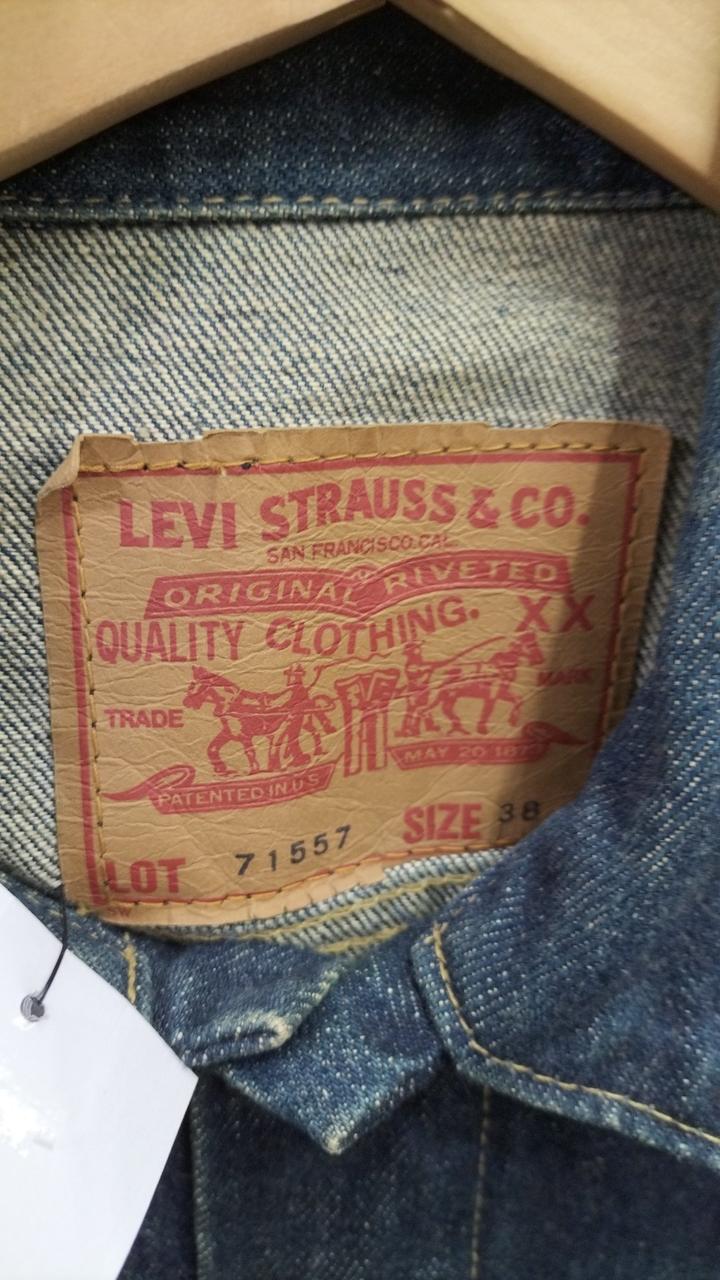 LEVI STRAUSS & CO.
SAN FRANCISCO.CAL.
ORIGINAL RIVETED
QUALITY CLOTHING. XX
TRADE MARK
PATENTED IN U.S MAY 20 1873
LOT 71557 SIZE 38
SW